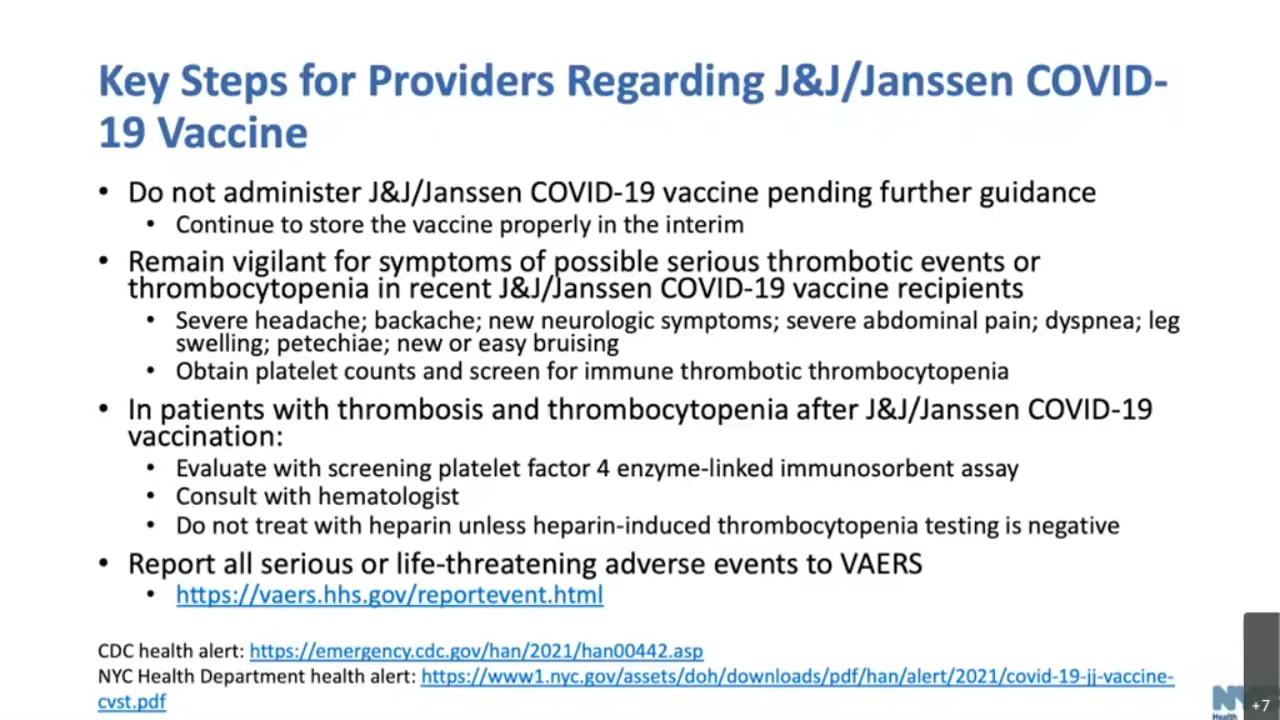 Key Steps for Providers Regarding J&J/Janssen COVID-
19 Vaccine
• Do not administer J&J/Janssen COVID-19 vaccine pending further guidance
• Continue to store the vaccine properly in the interim
• Remain vigilant for symptoms of possible serious thrombotic events or
thrombocytopenia in recent J&J/Janssen COVID-19 vaccine recipients
• Severe headache; backache; new neurologic symptoms; severe abdominal pain; dyspnea; leg
swelling; petechiae; new or easy bruising
• Obtain platelet counts and screen for immune thrombotic thrombocytopenia
• In patients with thrombosis and thrombocytopenia after J&J/Janssen COVID-19
vaccination:
• Evaluate with screening platelet factor 4 enzyme-linked immunosorbent assay
• Consult with hematologist
• Do not treat with heparin unless heparin-induced thrombocytopenia testing is negative
• Report all serious or life-threatening adverse events to VAERS
• https://vaers.hhs.gov/reportevent.html
CDC health alert: https://emergency.cdc.gov/han/2021/han00442.asp
NYC Health Department health alert: https://www1.nyc.gov/assets/doh/downloads/pdf/han/alert/2021/covid-19-jj-vaccine-
cvst.pdf
Health
+7